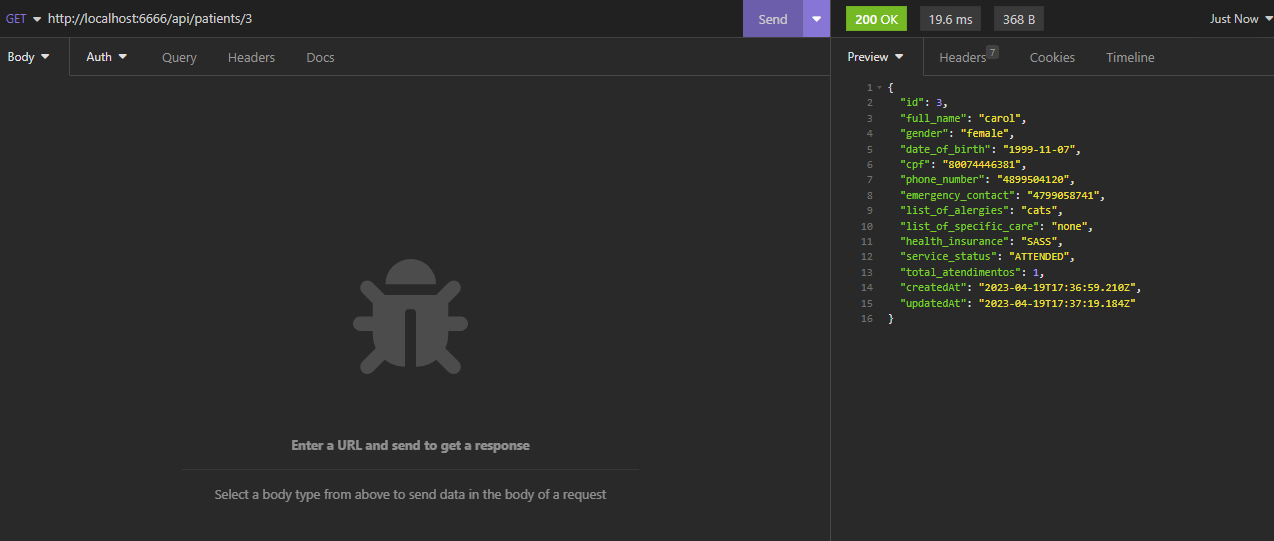 GET http://localhost:6666/api/patients/3 Send 200 OK 19.6 ms 368 B Just Now
Body Auth Query Headers Docs Preview Headers 7 Cookies Timeline
1 {
2 "id": 3,
3 "full_name": "carol",
4 "gender": "female",
5 "date_of_birth": "1999-11-07",
6 "cpf": "80074446381",
7 "phone_number": "4899504120",
8 "emergency_contact": "4799058741",
9 "list_of_alergies": "cats",
10 "list_of_specific_care": "none",
11 "health_insurance": "SASS",
12 "service_status": "ATTENDED",
13 "total_atendimentos": 1,
14 "createdAt": "2023-04-19T17:36:59.210Z",
15 "updatedAt": "2023-04-19T17:37:19.184Z"
16 }
Enter a URL and send to get a response
Select a body type from above to send data in the body of a request